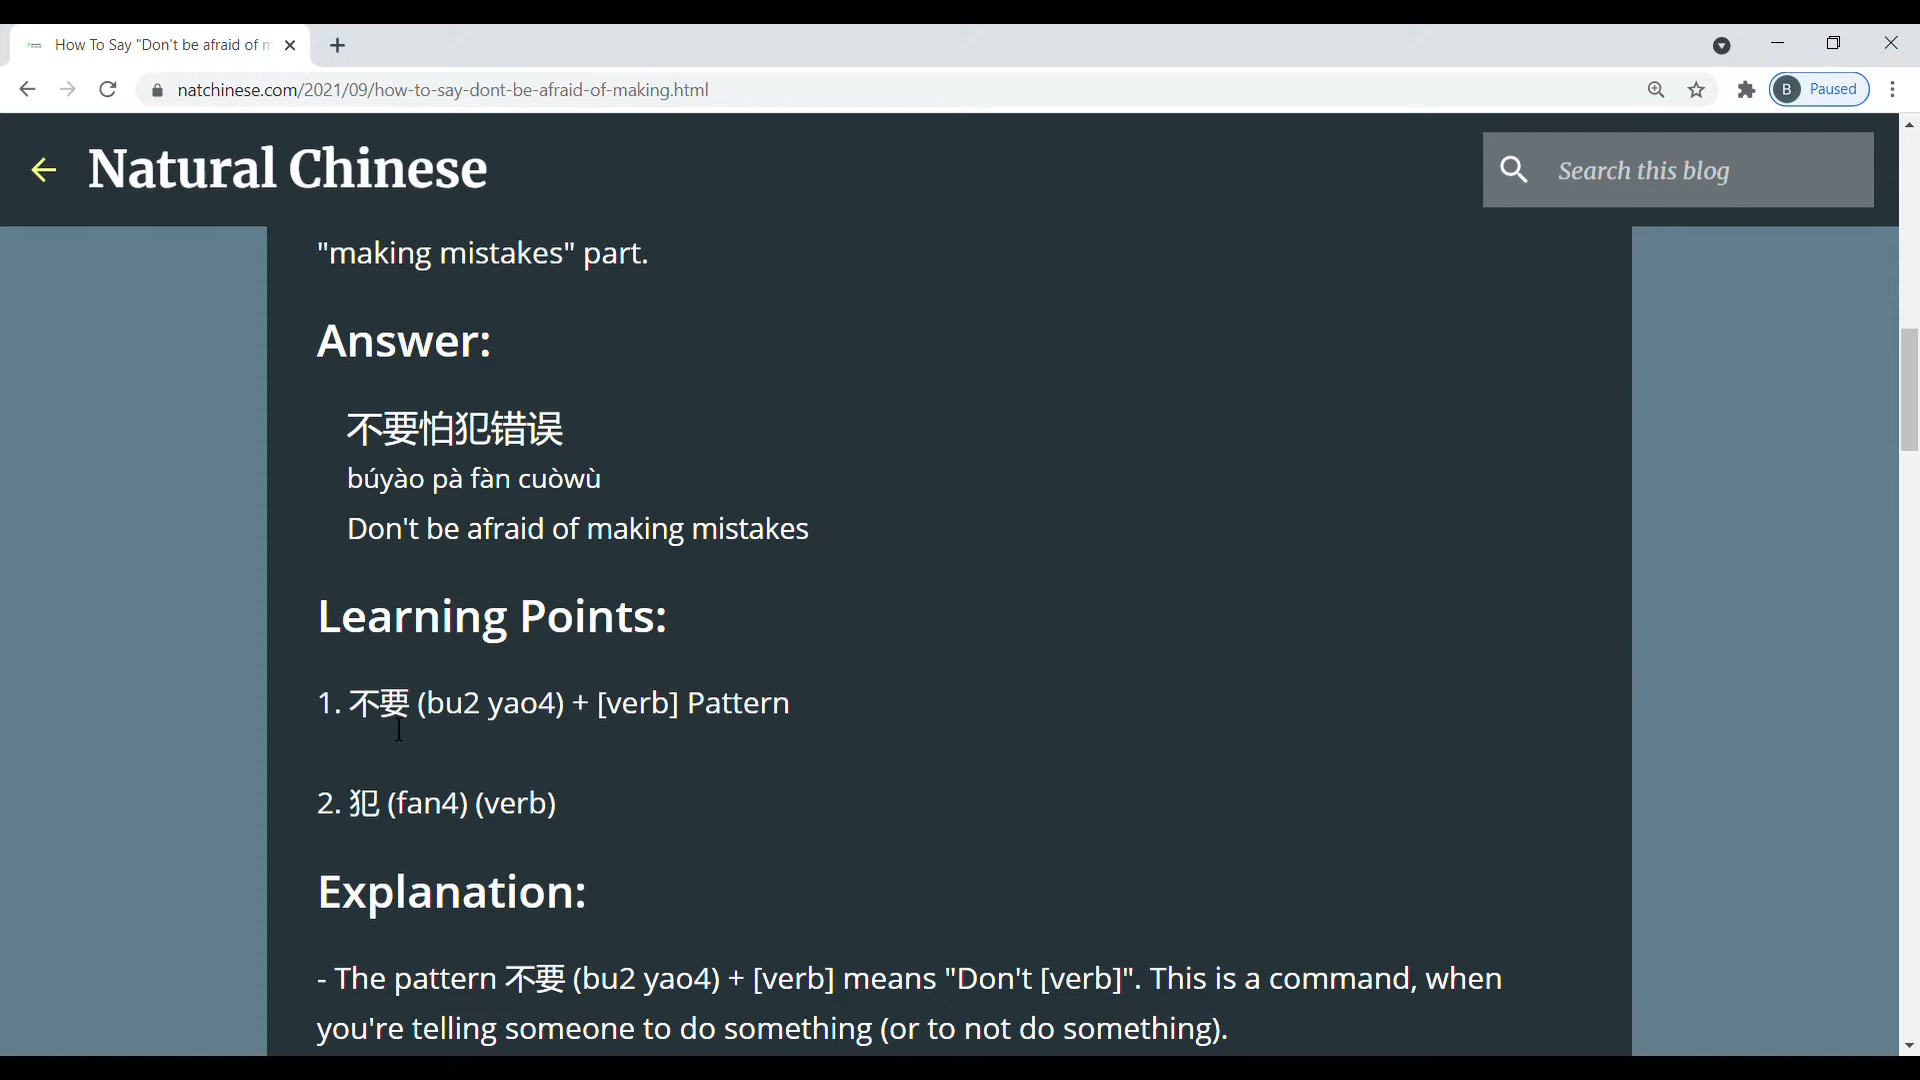 How To Say "Don't be afraid of m
natchinese.com/2021/09/how-to-say-dont-be-afraid-of-making.html
B Paused
Natural Chinese
Search this blog
"making mistakes" part.
Answer:
不要怕犯错误
búyào pà fàn cuòwù
Don't be afraid of making mistakes
Learning Points:
1. 不要 (bu2 yao4) + [verb] Pattern
2. 犯 (fan4) (verb)
Explanation:
- The pattern 不要 (bu2 yao4) + [verb] means "Don't [verb]". This is a command, when
you're telling someone to do something (or to not do something).